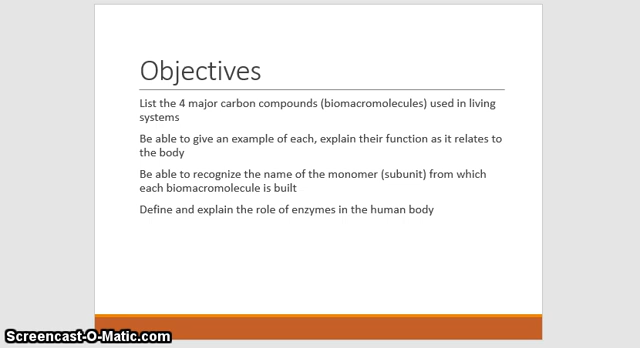 Objectives
List the 4 major carbon compounds (biomacromolecules) used in living
systems
Be able to give an example of each, explain their function as it relates to
the body
Be able to recognize the name of the monomer (subunit) from which
each biomacromolecule is built
Define and explain the role of enzymes in the human body
Screencast-O-Matic.com